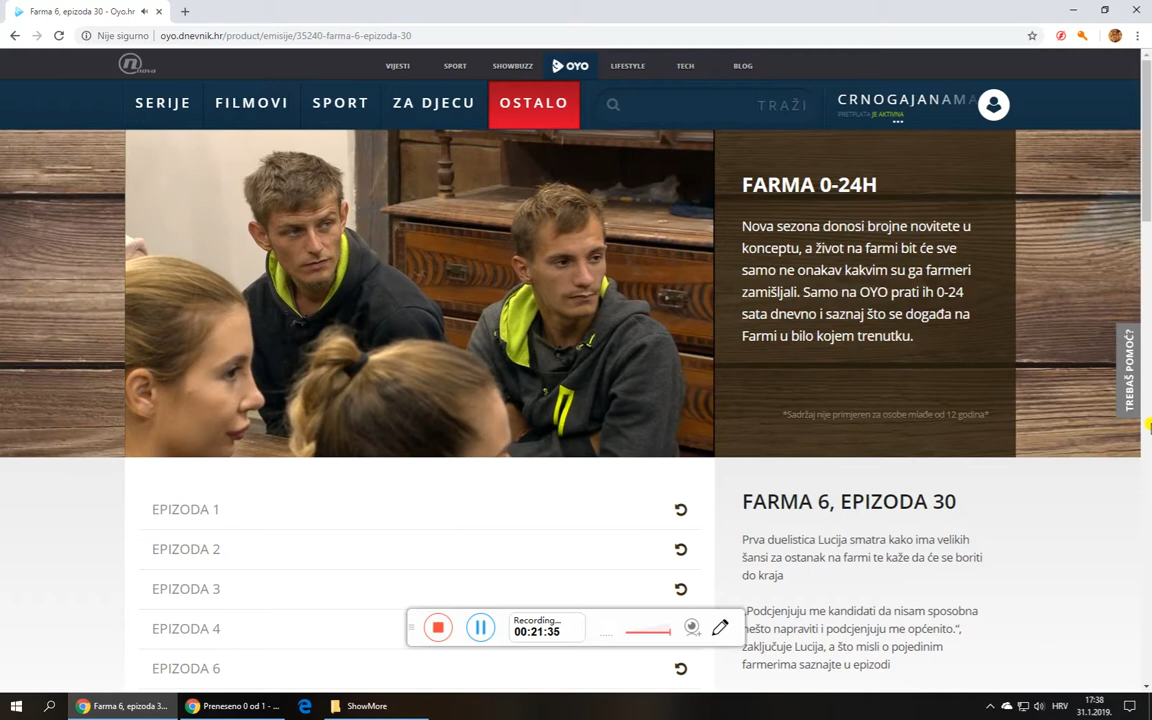 Farma 6, epizoda 30 - Oyo.hr
Nije sigurno
oyo.dnevnik.hr/product/emisije/35240-farma-6-epizoda-30
nova
VIJESTI SPORT SHOWBUZZ OYO LIFESTYLE TECH BLOG
SERIJE FILMOVI SPORT ZA DJECU OSTALO TRAŽI
CRNOGAJANAMA
PRETPLATA JE AKTIVNA
FARMA 0-24H
Nova sezona donosi brojne novitete u
konceptu, a život na farmi bit će sve
samo ne onakav kakvim su ga farmeri
zamišljali. Samo na OYO prati ih 0-24
sata dnevno i saznaj što se događa na
Farmi u bilo kojem trenutku.
*Sadržaj nije primjeren za osobe mlađe od 12 godina*
TREBAŠ POMOĆ?
EPIZODA 1
EPIZODA 2
EPIZODA 3
EPIZODA 4
EPIZODA 6
FARMA 6, EPIZODA 30
Prva duelistica Lucija smatra kako ima velikih
šansi za ostanak na farmi te kaže da će se boriti
do kraja
„Podcjenjuju me kandidati da nisam sposobna
nešto napraviti i podcjenjuju me općenito.“,
zaključuje Lucija, a što misli o pojedinim
farmerima saznajte u epizodi
Recording...
00:21:35
Farma 6, epizoda 3...
Preneseno 0 od 1 - ...
ShowMore
HRV
17:38
31.1.2019.